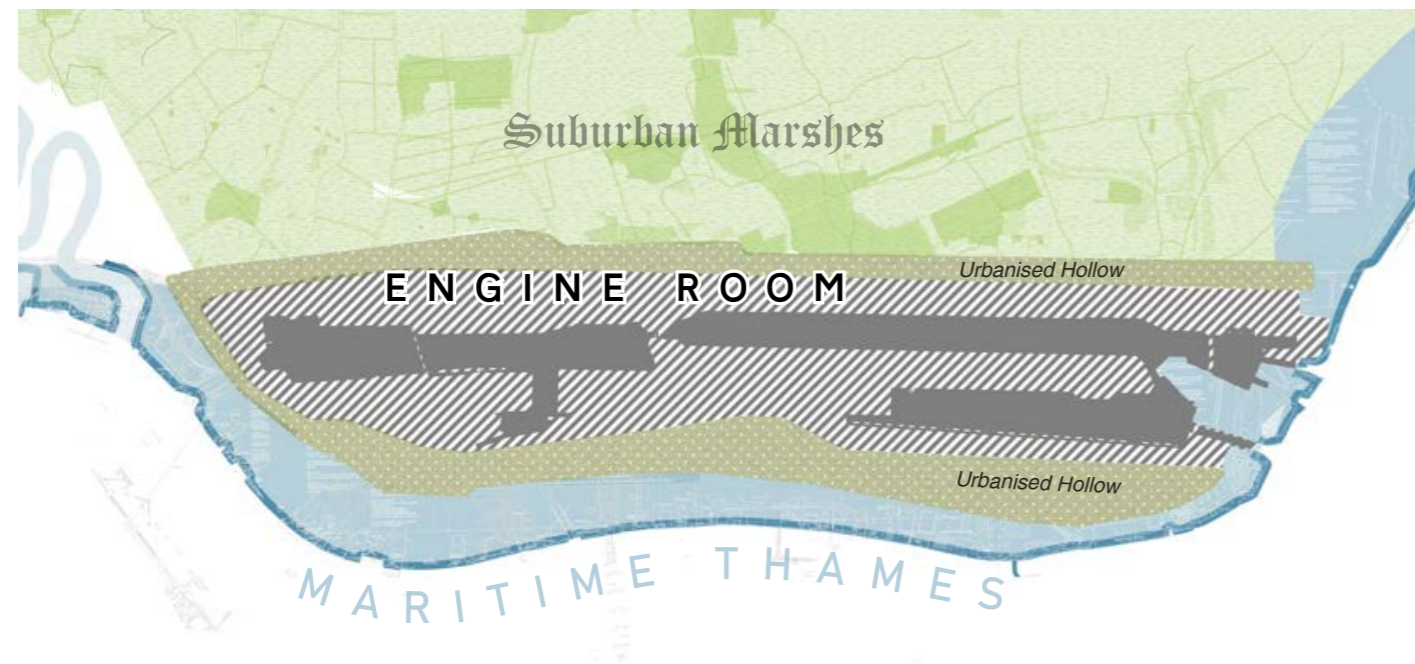 Suburban Marshes
Urbanised Hollow
ENGINE ROOM
Urbanised Hollow
MARITIME THAMES